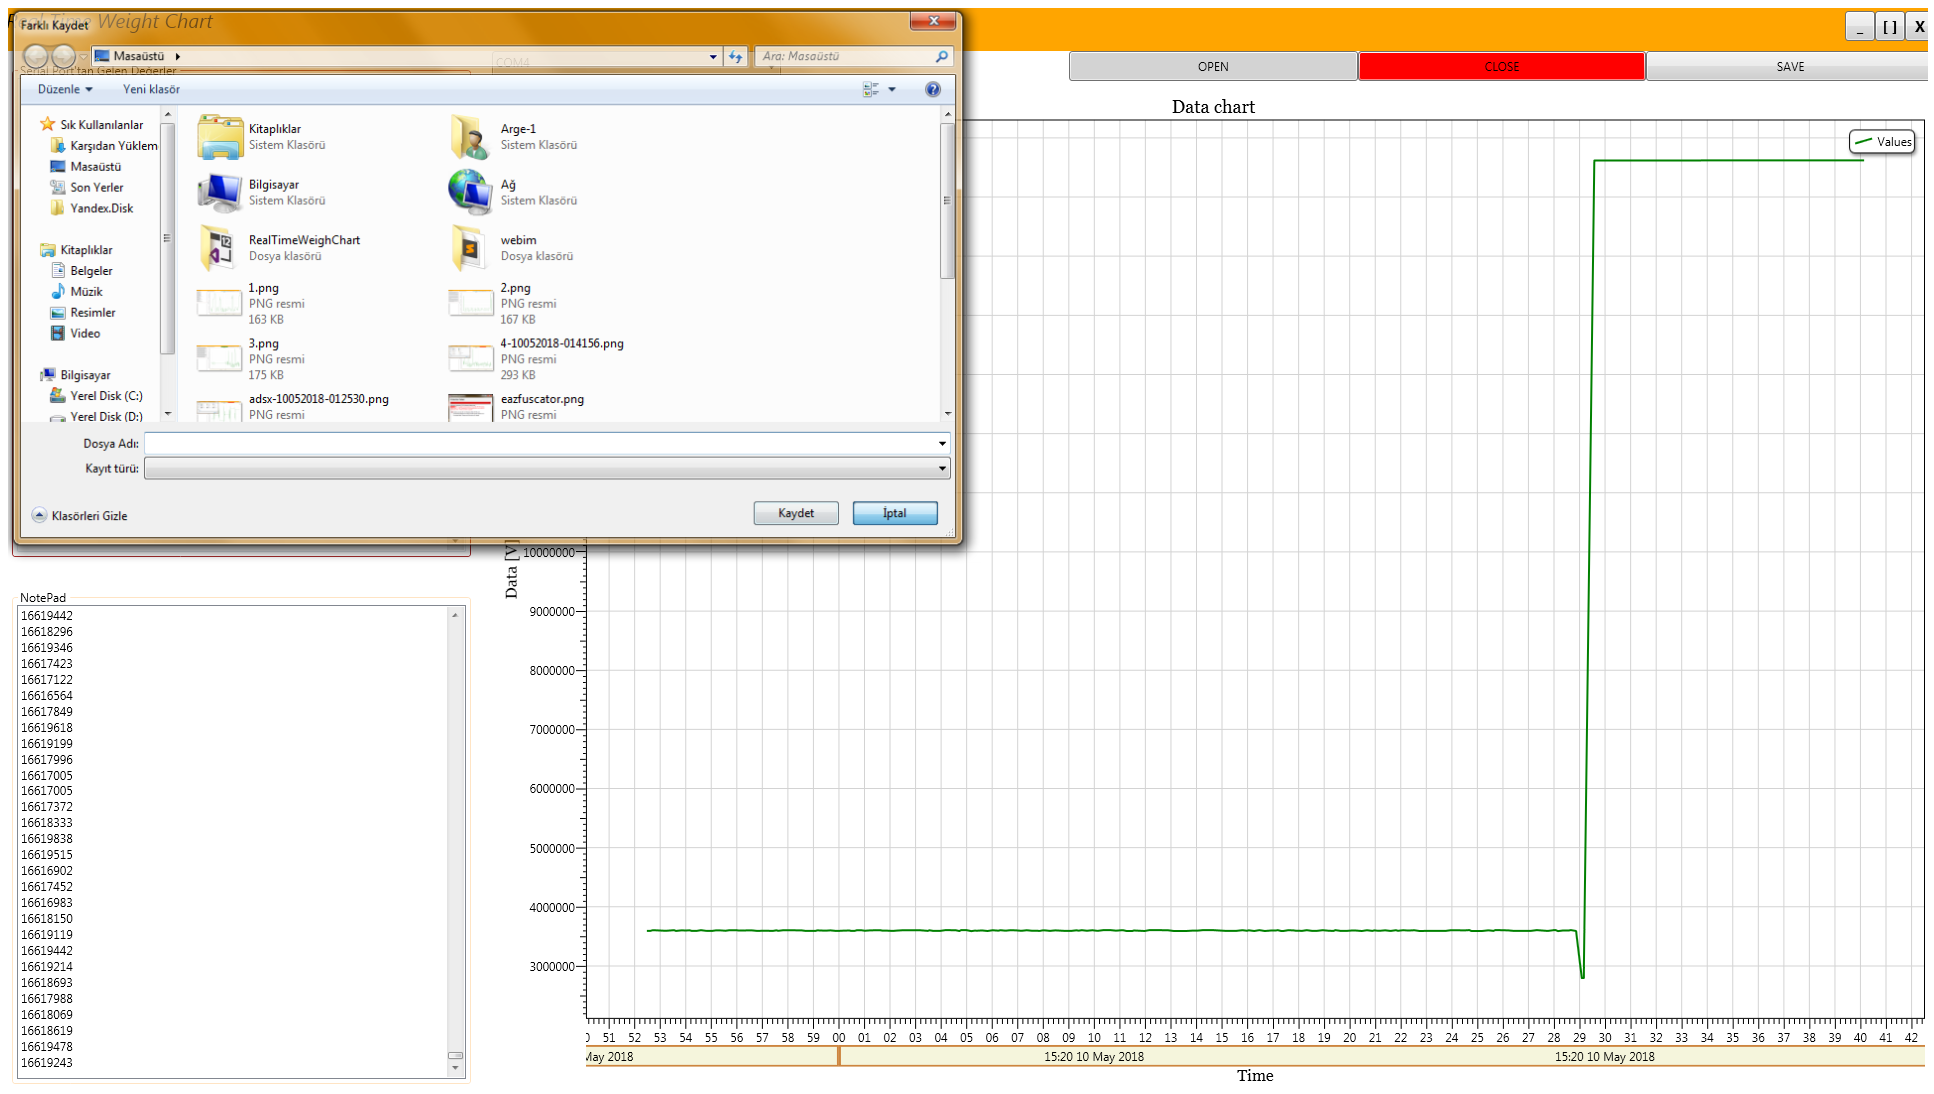 Real Time Weight Chart
Farklı Kaydet
_ [ ] X
Masaüstü
Ara: Masaüstü
Serial Port'tan Gelen Değerler
COM4
OPEN
CLOSE
SAVE
Düzenle
Yeni klasör
Sık Kullanılanlar
Karşıdan Yüklem
Masaüstü
Son Yerler
Yandex.Disk
Kitaplıklar
Belgeler
Müzik
Resimler
Video
Bilgisayar
Yerel Disk (C:)
Yerel Disk (D:)
Kitaplıklar
Sistem Klasörü
Arge-1
Sistem Klasörü
Bilgisayar
Sistem Klasörü
Ağ
Sistem Klasörü
RealTimeWeighChart
Dosya klasörü
webim
Dosya klasörü
1.png
PNG resmi
163 KB
2.png
PNG resmi
167 KB
3.png
PNG resmi
175 KB
4-10052018-014156.png
PNG resmi
293 KB
adsx-10052018-012530.png
PNG resmi
eazfuscator.png
PNG resmi
Dosya Adı:
Kayıt türü:
Klasörleri Gizle
Kaydet
İptal
NotePad
16619442
16618296
16619346
16617423
16617122
16616564
16617849
16619618
16619199
16617996
16617005
16617005
16617372
16618333
16619838
16619515
16616902
16617452
16616983
16618150
16619119
16619442
16619214
16618693
16617988
16618069
16618619
16619478
16619243
Data chart
Values
Data [V]
10000000
9000000
8000000
7000000
6000000
5000000
4000000
3000000
51 52 53 54 55 56 57 58 59 00 01 02 03 04 05 06 07 08 09 10 11 12 13 14 15 16 17 18 19 20 21 22 23 24 25 26 27 28 29 30 31 32 33 34 35 36 37 38 39 40 41 42
May 2018
15:20 10 May 2018
15:20 10 May 2018
Time